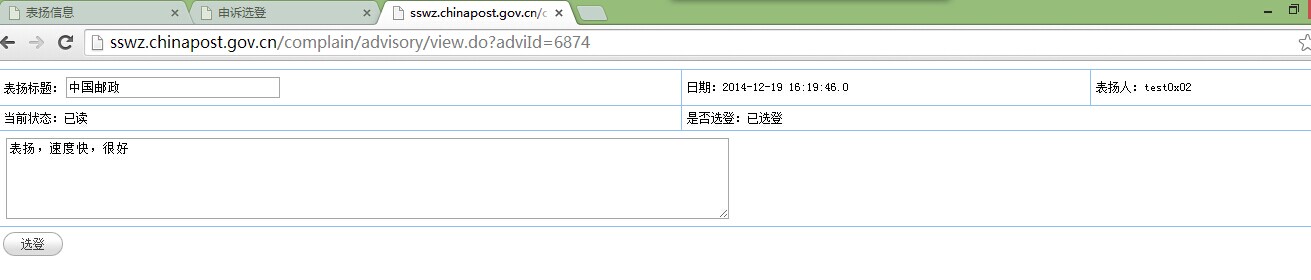 表扬信息
申诉选登
sswz.chinapost.gov.cn/c
sswz.chinapost.gov.cn/complain/advisory/view.do?adviId=6874
表扬标题：中国邮政 日期：2014-12-19 16:19:46.0 表扬人：test0x02
当前状态：已读 是否选登：已选登
表扬，速度快，很好
选登